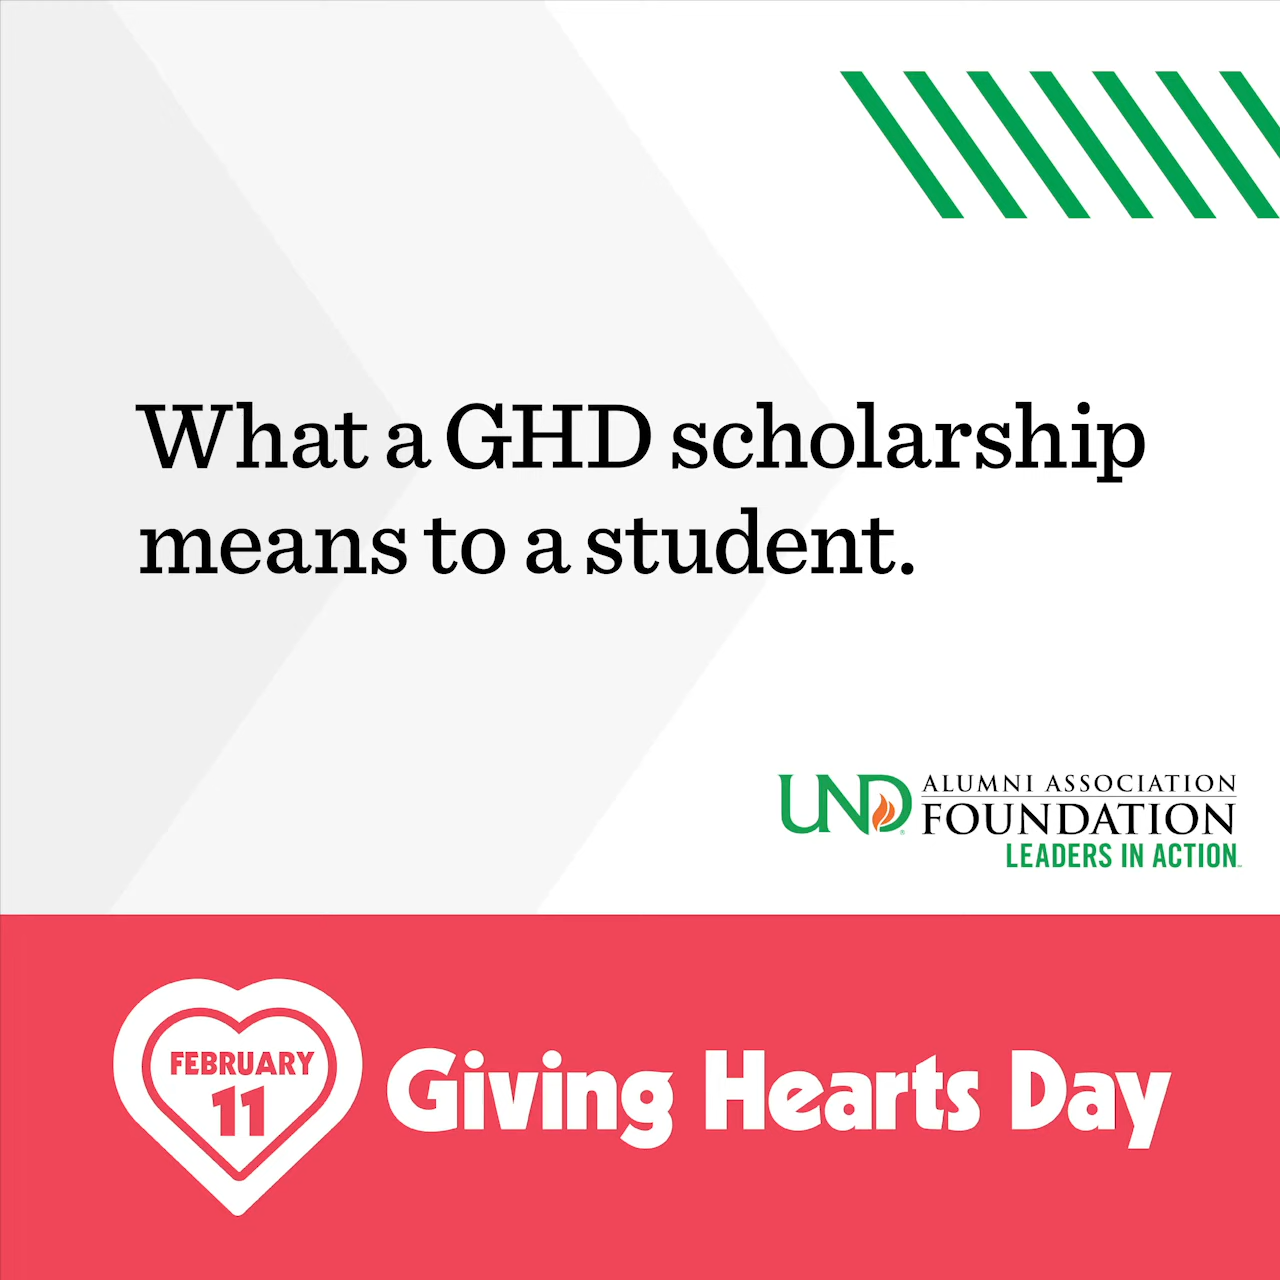 What a GHD scholarship
means to a student.
UND ALUMNI ASSOCIATION
FOUNDATION
LEADERS IN ACTION
FEBRUARY
11
Giving Hearts Day